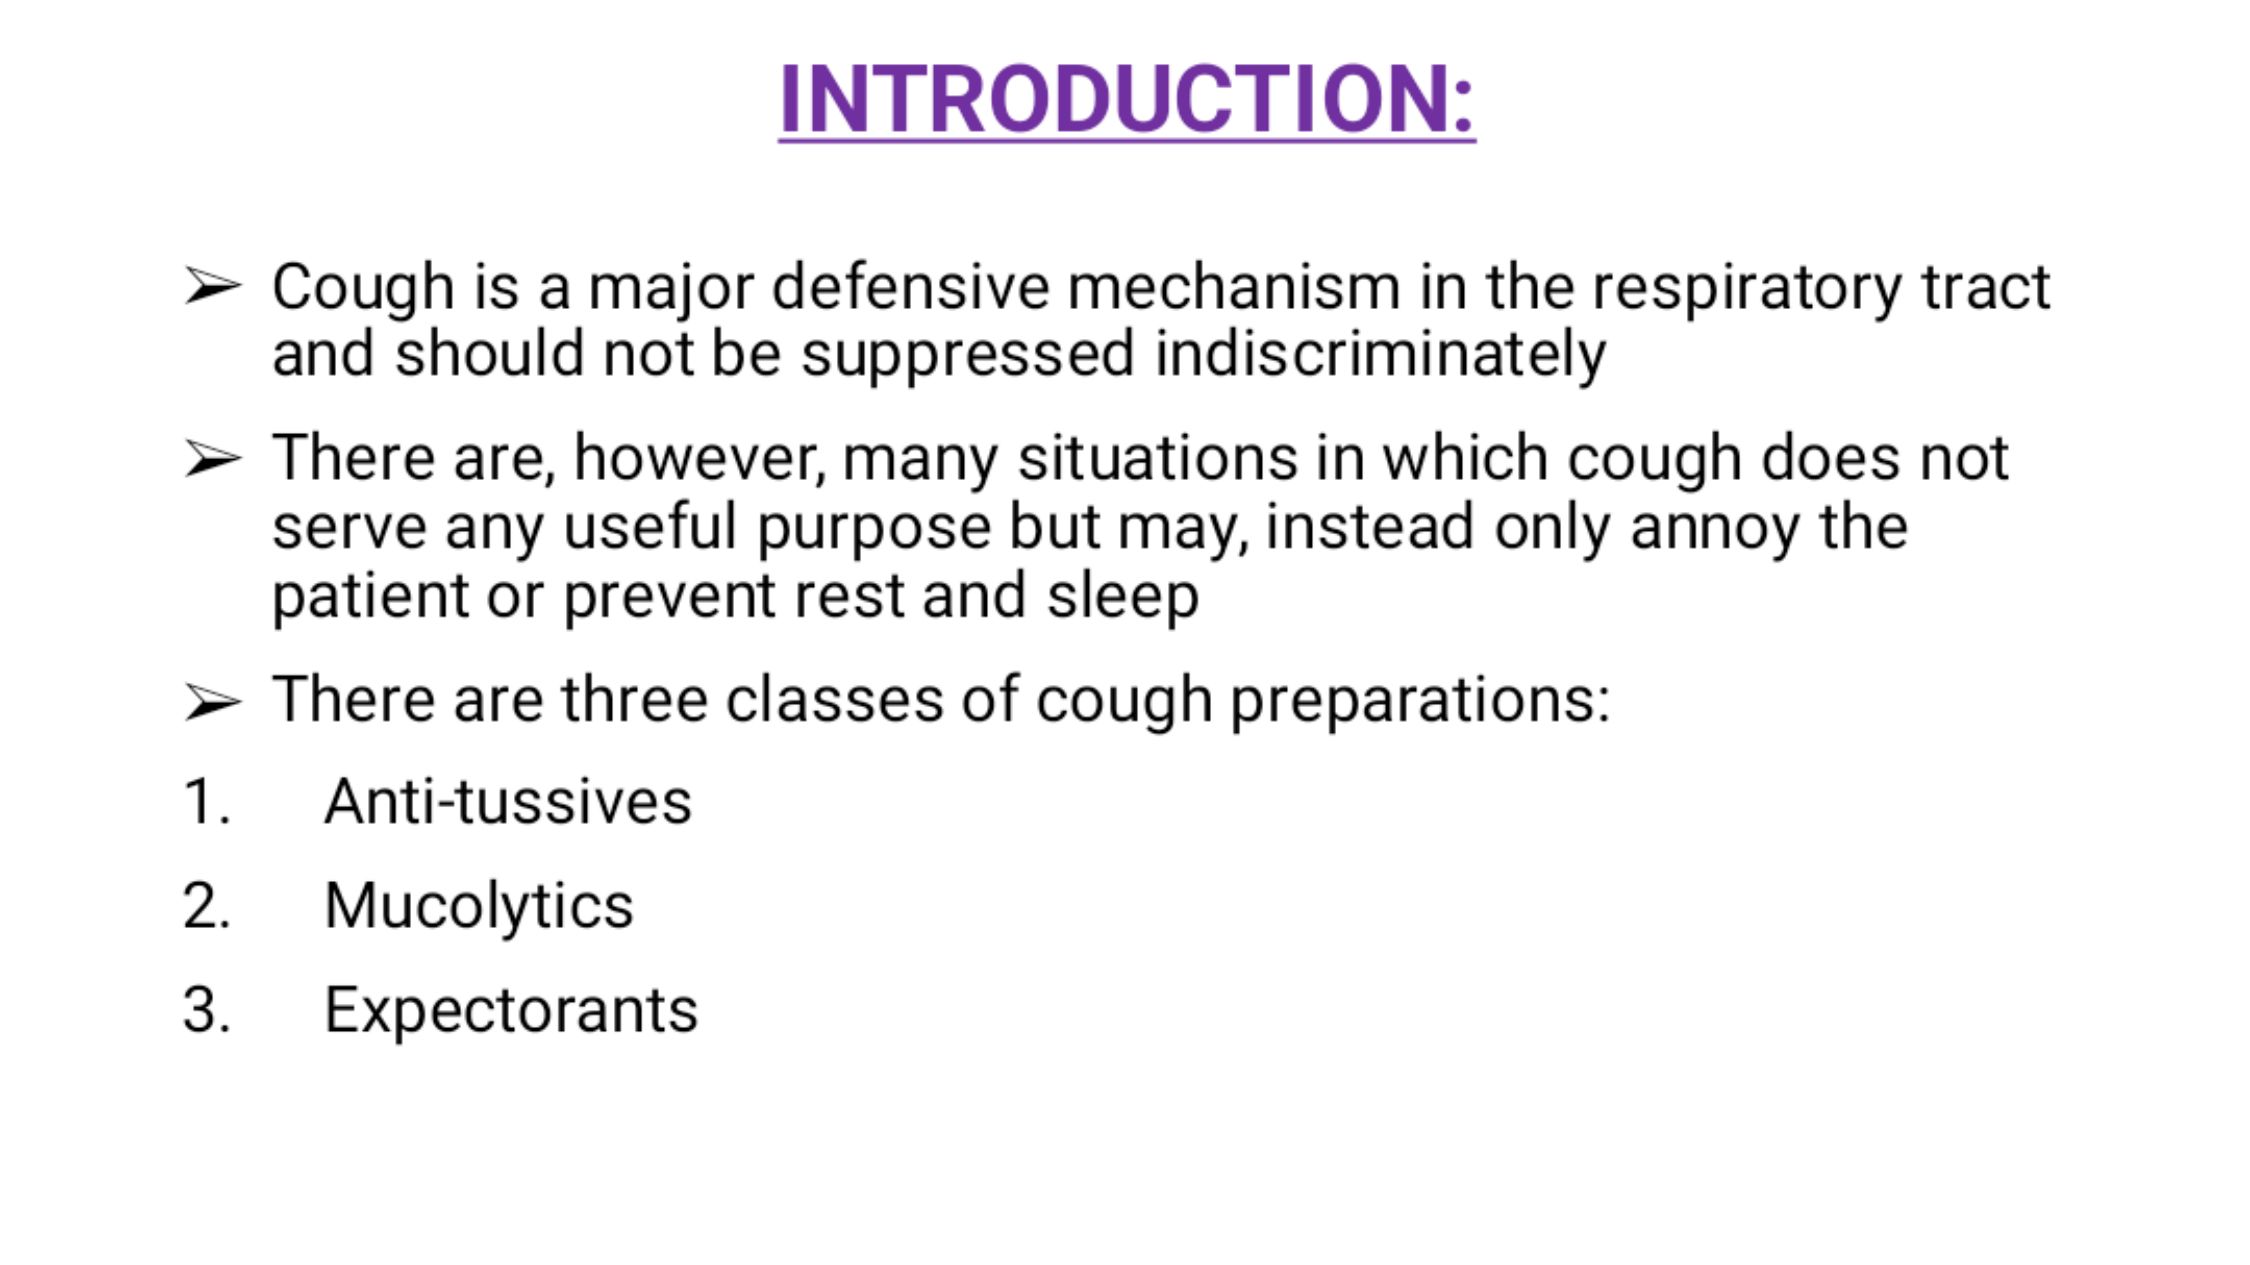 INTRODUCTION:
➢ Cough is a major defensive mechanism in the respiratory tract
and should not be suppressed indiscriminately
➢ There are, however, many situations in which cough does not
serve any useful purpose but may, instead only annoy the
patient or prevent rest and sleep
➢ There are three classes of cough preparations:
1. Anti-tussives
2. Mucolytics
3. Expectorants